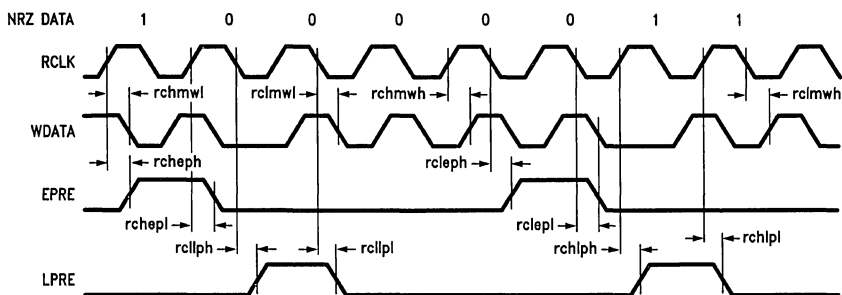 NRZ DATA 1 0 0 0 0 0 1 1
RCLK
rchmwl rclmwl rchmwh rclmwh
WDATA
rcheph rcleph
EPRE
rchepl rclepl
rcllph rcllpl rchlph rchlpl
LPRE